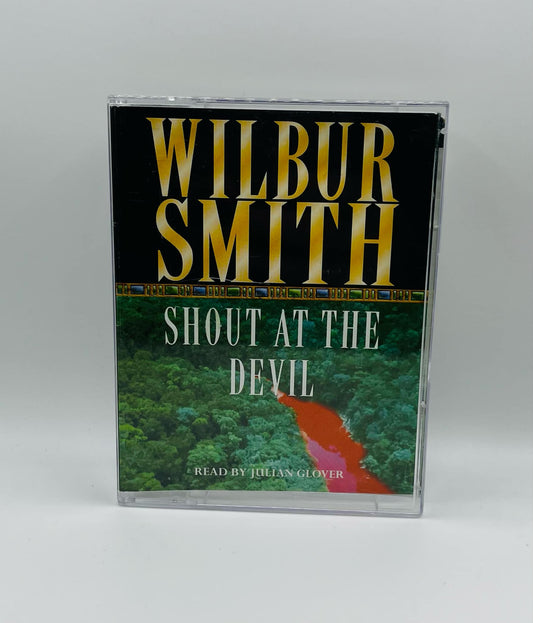 WILBUR
SMITH
SHOUT AT THE
DEVIL
READ BY JULIAN GLOVER